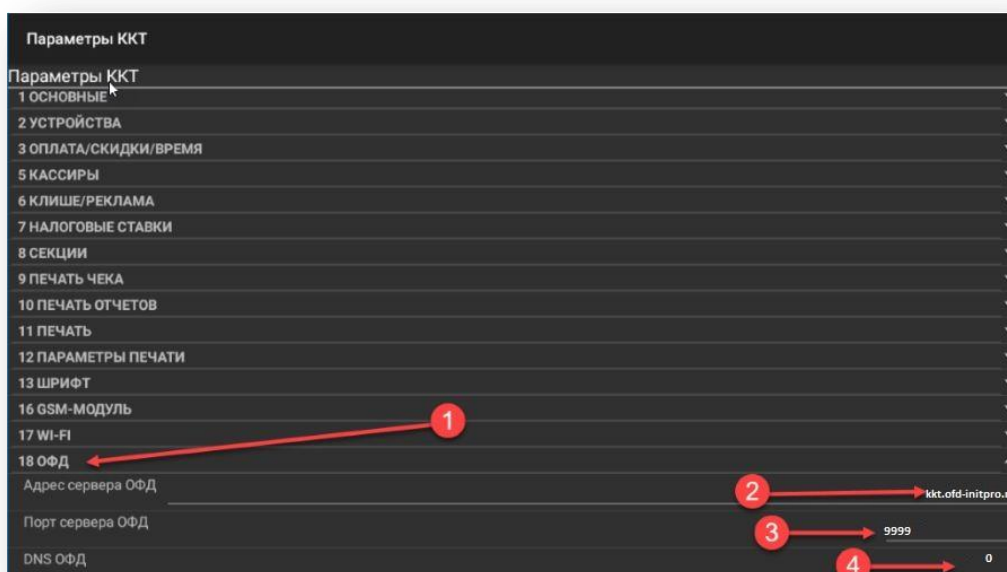 Параметры ККТ
Параметры ККТ
1 ОСНОВНЫЕ
2 УСТРОЙСТВА
3 ОПЛАТА/СКИДКИ/ВРЕМЯ
5 КАССИРЫ
6 КЛИШЕ/РЕКЛАМА
7 НАЛОГОВЫЕ СТАВКИ
8 СЕКЦИИ
9 ПЕЧАТЬ ЧЕКА
10 ПЕЧАТЬ ОТЧЕТОВ
11 ПЕЧАТЬ
12 ПАРАМЕТРЫ ПЕЧАТИ
13 ШРИФТ
16 GSM-МОДУЛЬ
1
17 WI-FI
18 ОФД
Адрес сервера ОФД 2 kkt.ofd-initpro.r
Порт сервера ОФД 3 9999
DNS ОФД 4 0